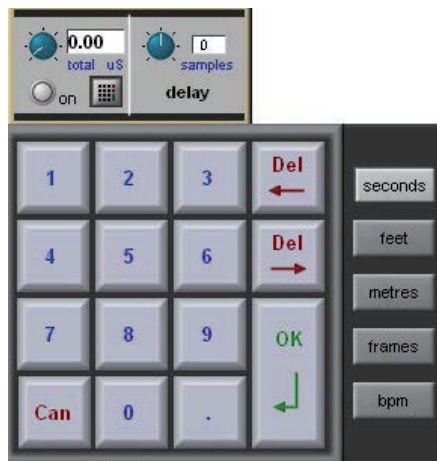 0.00
0
total uS
samples
on
delay
1 2 3 Del
seconds
4 5 6 Del
feet
metres
7 8 9 OK
frames
Can 0 .
bpm